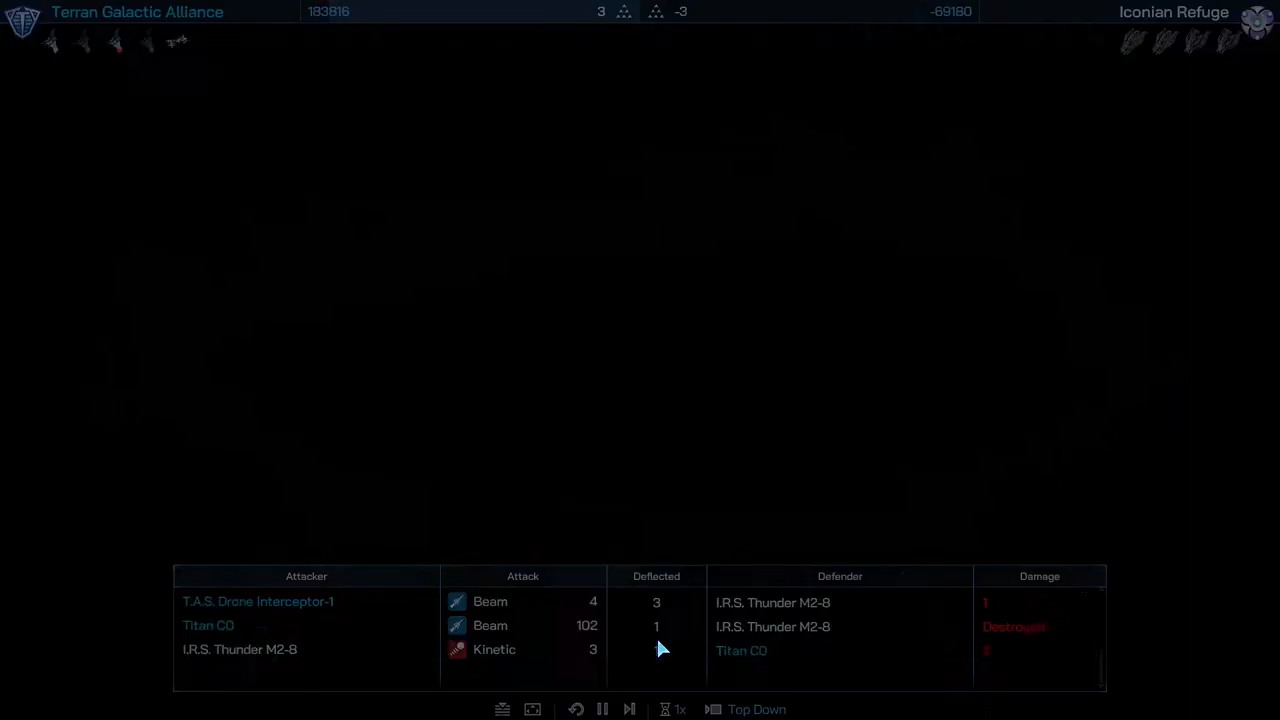 Terran Galactic Alliance 183816 3 -3 -69180 Iconian Refuge
Attacker Attack Deflected Defender Damage
T.A.S. Drone Interceptor-1 Beam 4 3 I.R.S. Thunder M2-8 1
Titan C0 Beam 102 1 I.R.S. Thunder M2-8 Destroyed
I.R.S. Thunder M2-8 Kinetic 3 Titan C0
1x Top Down